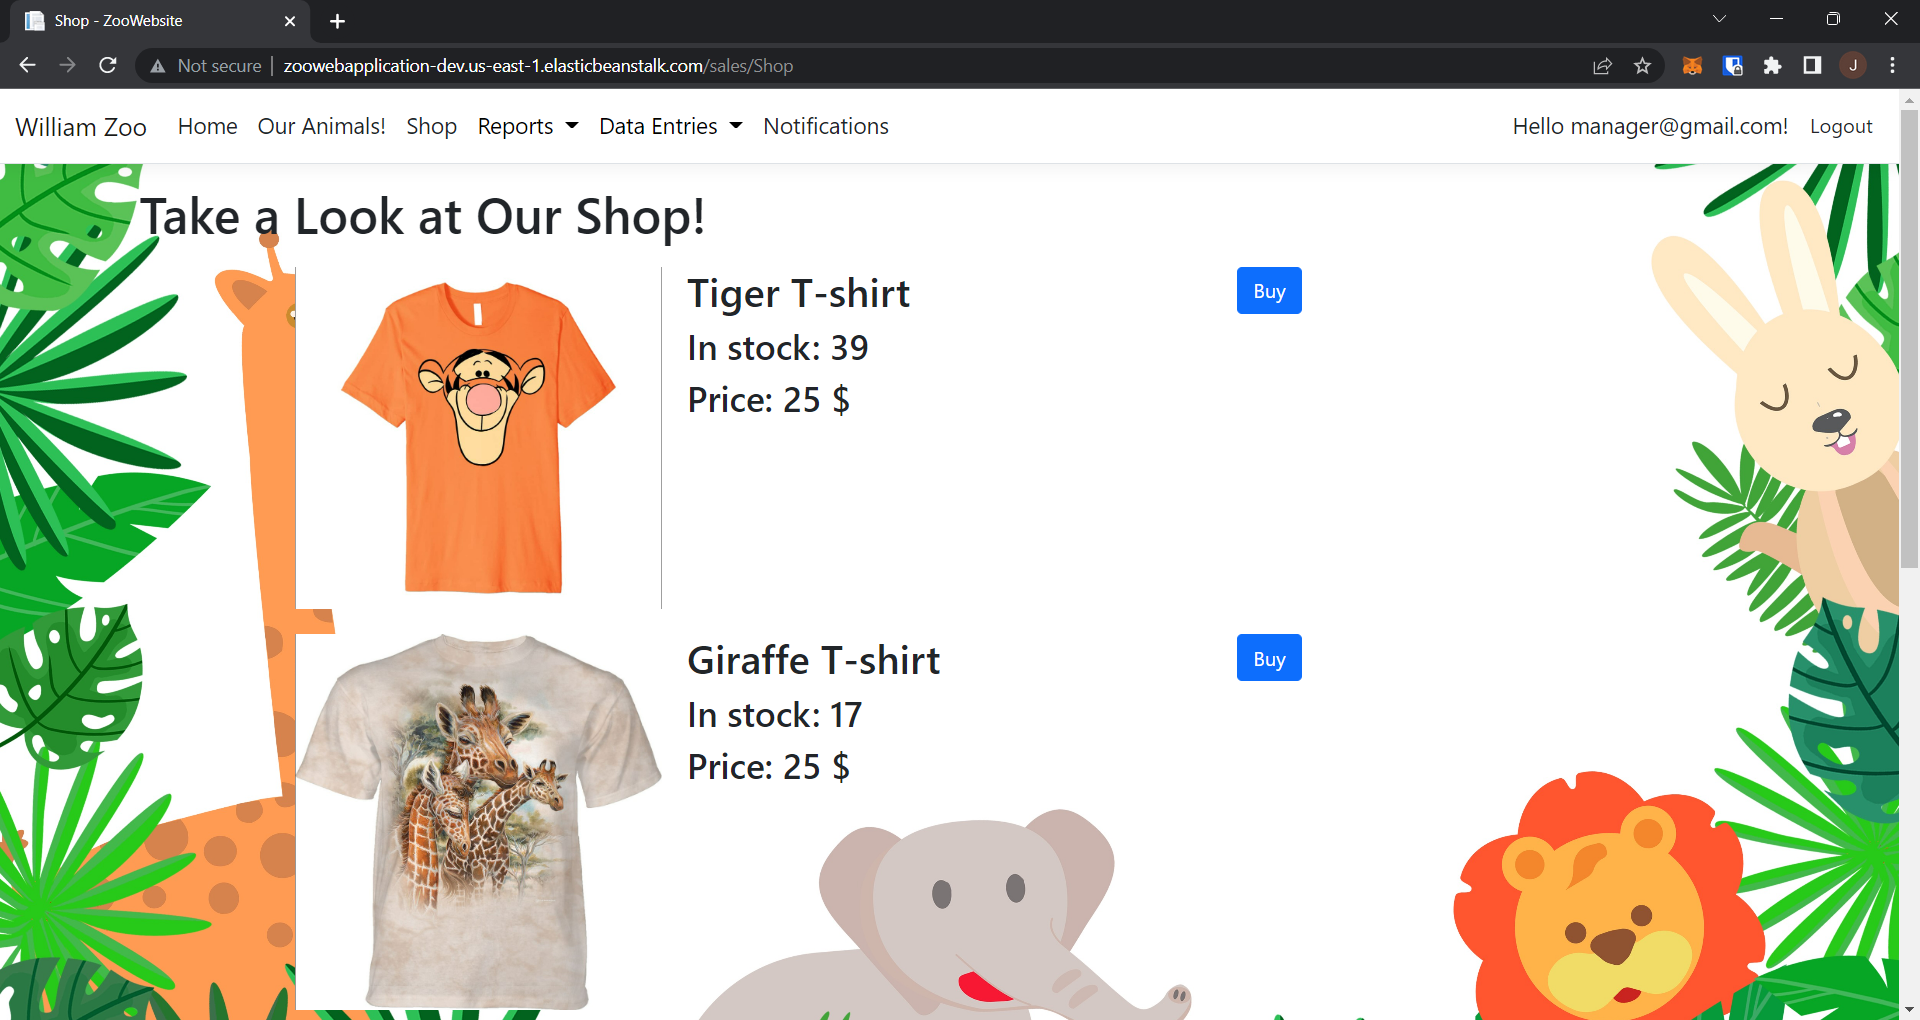 Shop - ZooWebsite
Not secure zoowebapplication-dev.us-east-1.elasticbeanstalk.com/sales/Shop
J
William Zoo Home Our Animals! Shop Reports Data Entries Notifications Hello manager@gmail.com! Logout
Take a Look at Our Shop!
Tiger T-shirt
Buy
In stock: 39
Price: 25 $
Giraffe T-shirt
Buy
In stock: 17
Price: 25 $